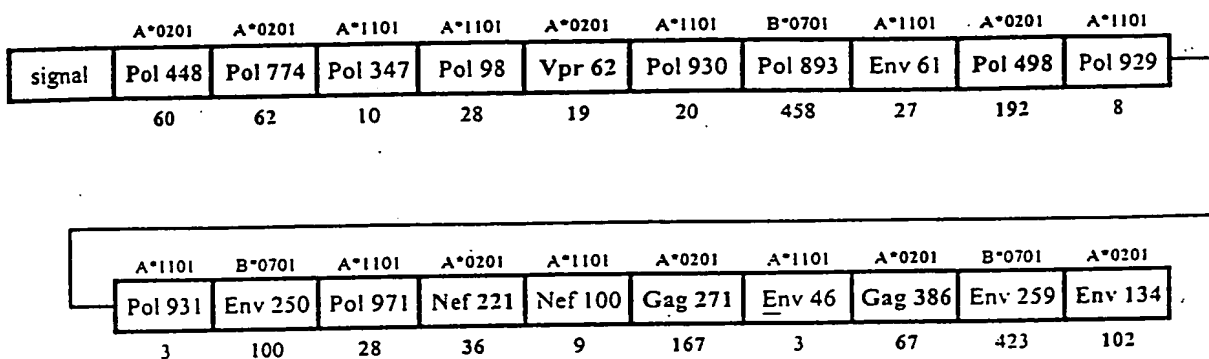 A*0201 A*0201 A*1101 A*1101 A*0201 A*1101 B*0701 A*1101 A*0201 A*1101
signal Pol 448 Pol 774 Pol 347 Pol 98 Vpr 62 Pol 930 Pol 893 Env 61 Pol 498 Pol 929
60 62 10 28 19 20 458 27 192 8
A*1101 B*0701 A*1101 A*0201 A*1101 A*0201 A*1101 A*0201 B*0701 A*0201
Pol 931 Env 250 Pol 971 Nef 221 Nef 100 Gag 271 Env 46 Gag 386 Env 259 Env 134
3 100 28 36 9 167 3 67 423 102